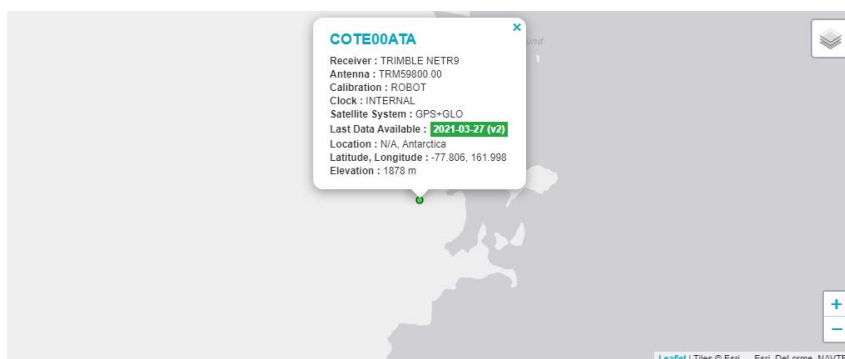 ×
COTE00ATA
Receiver : TRIMBLE NETR9
Antenna : TRM59800.00
Calibration : ROBOT
Clock : INTERNAL
Satellite System : GPS+GLO
Last Data Available : 2021-03-27 (v2)
Location : N/A, Antarctica
Latitude, Longitude : -77.806, 161.998
Elevation : 1878 m
+
−
Leaflet | Tiles © Esri — Esri, DeLorme, NAVTE